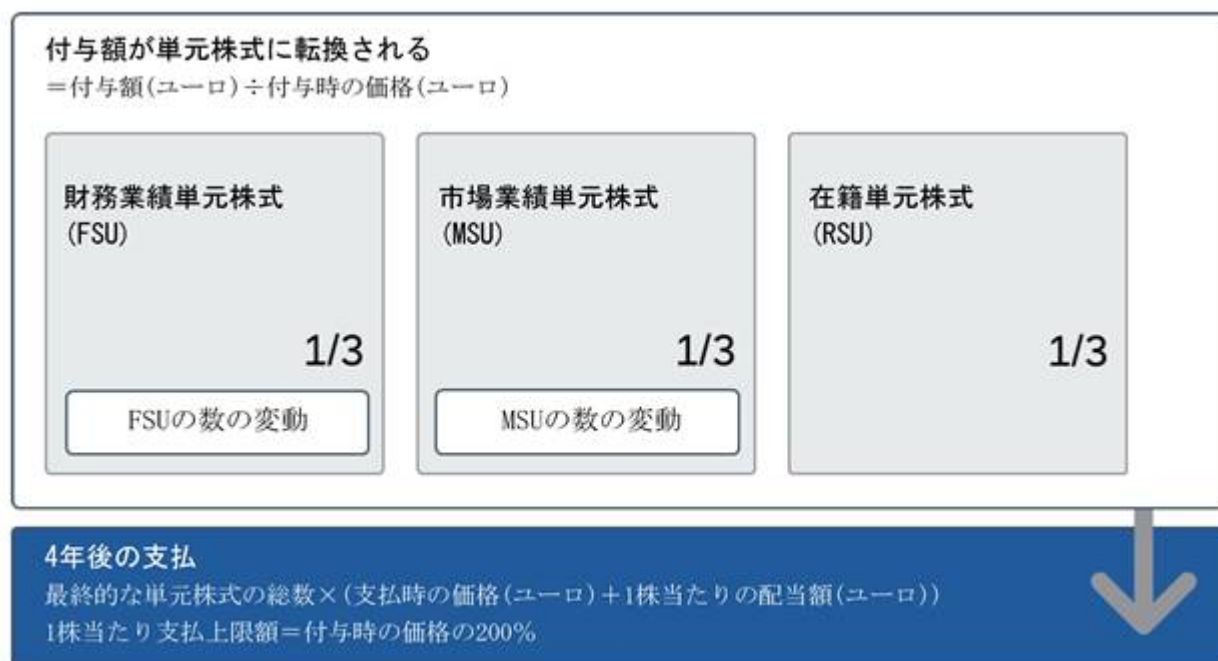 付与額が単元株式に転換される
＝付与額(ユーロ)÷付与時の価格(ユーロ)
財務業績単元株式
(FSU)
1/3
FSUの数の変動
市場業績単元株式
(MSU)
1/3
MSUの数の変動
在籍単元株式
(RSU)
1/3
4年後の支払
最終的な単元株式の総数×(支払時の価格(ユーロ)＋1株当たりの配当額(ユーロ))
1株当たり支払上限額＝付与時の価格の200%